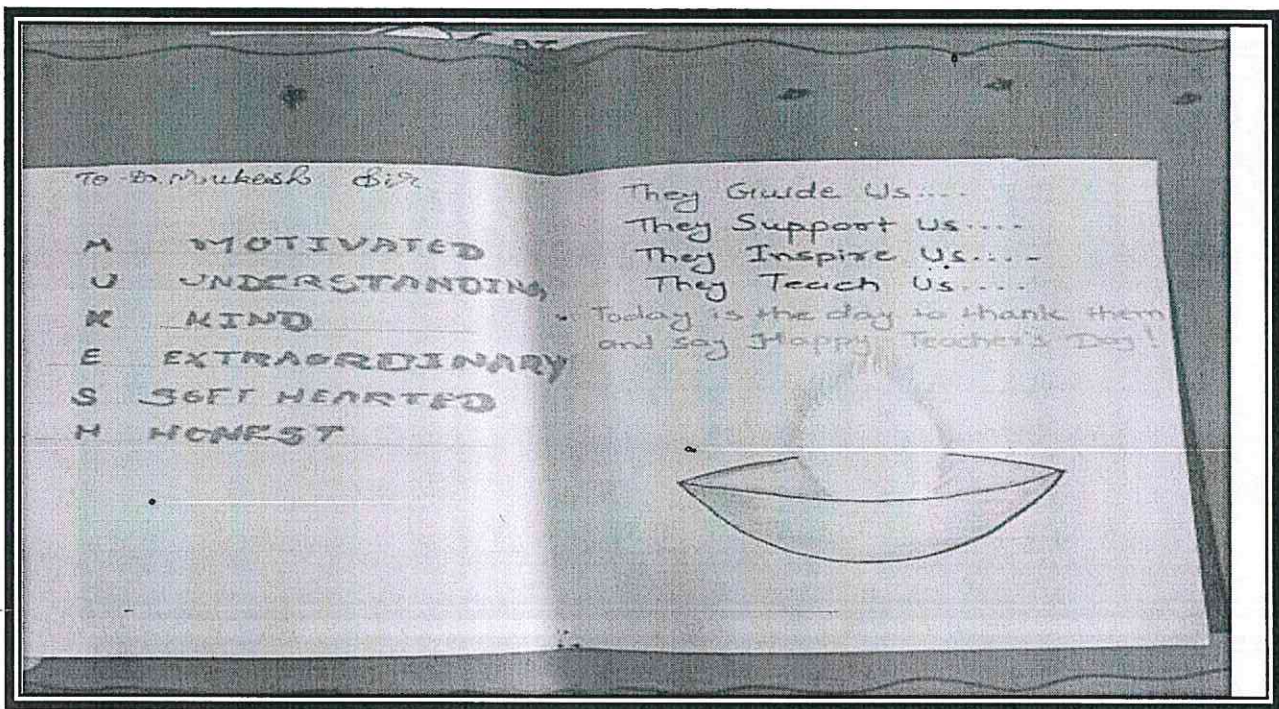 To Dr. Mukesh Sir
M MOTIVATED
U UNDERSTANDING
K KIND
E EXTRAORDINARY
S SOFT HEARTED
H HONEST
They Guide Us....
They Support Us....
They Inspire Us....
They Teach Us....
Today is the day to thank them
and say Happy Teacher's Day!